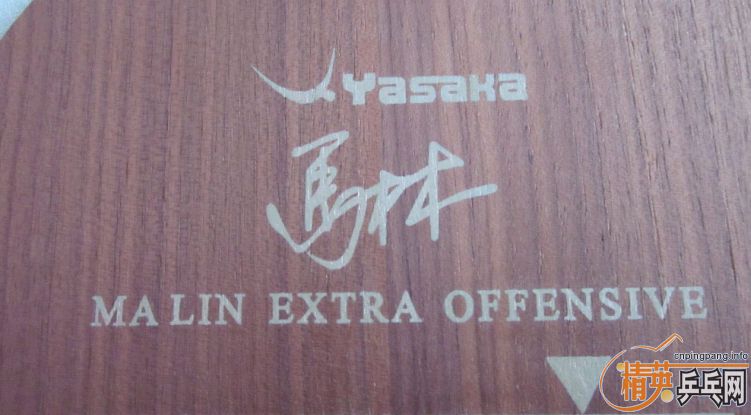 Yasaka
馬林
MA LIN EXTRA OFFENSIVE
cnpingpang.info
精英乒乓网